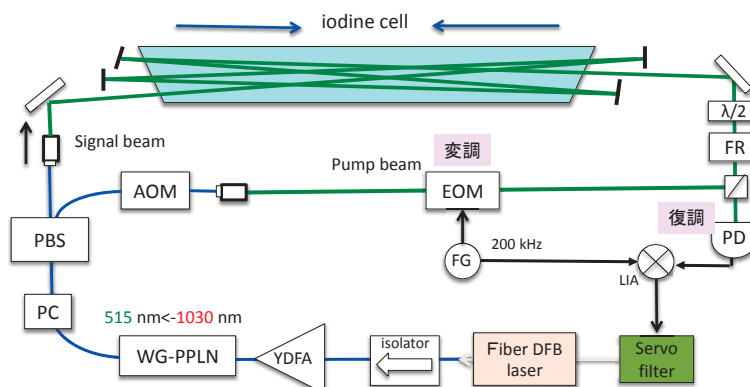 iodine cell
Signal beam
λ/2
FR
変調
Pump beam
AOM
EOM
復調
PD
PBS
FG
200 kHz
LIA
PC
515 nm<-1030 nm
WG-PPLN
YDFA
isolator
Fiber DFB
laser
Servo
filter